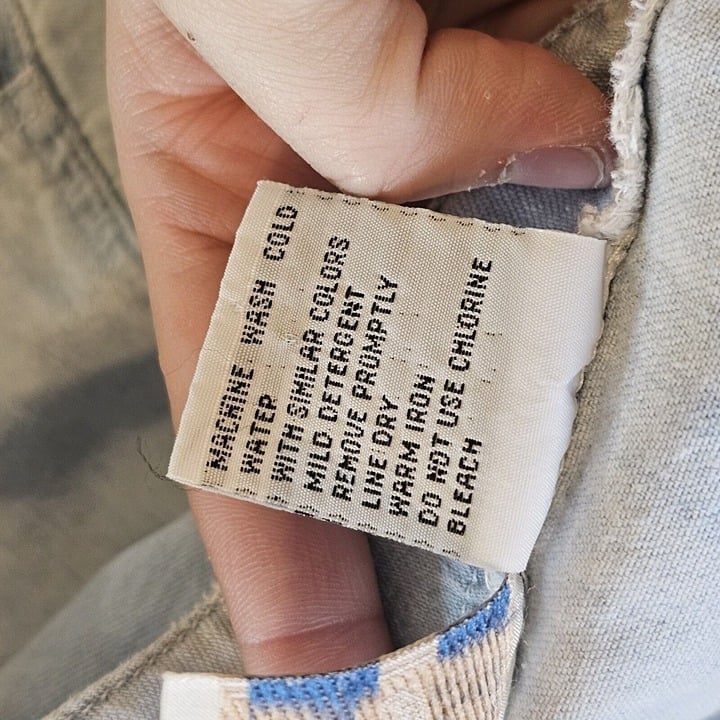 MACHINE WASH COLD
WATER
WITH SIMILAR COLORS
MILD DETERGENT
REMOVE PROMPTLY
LINE DRY
WARM IRON
DO NOT USE CHLORINE
BLEACH